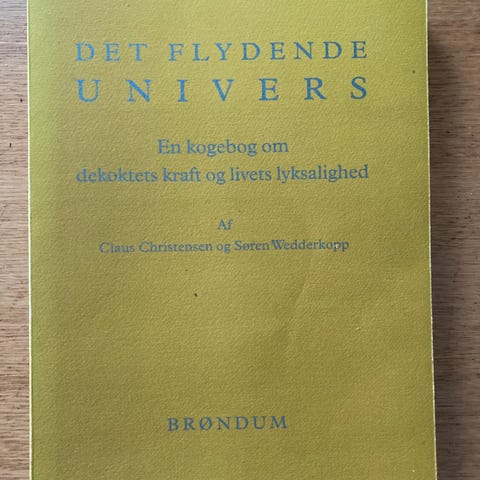 DET FLYDENDE
UNIVERS
En kogebog om
dekoktets kraft og livets lyksalighed
Af
Claus Christensen og Søren Wedderkopp
BRØNDUM